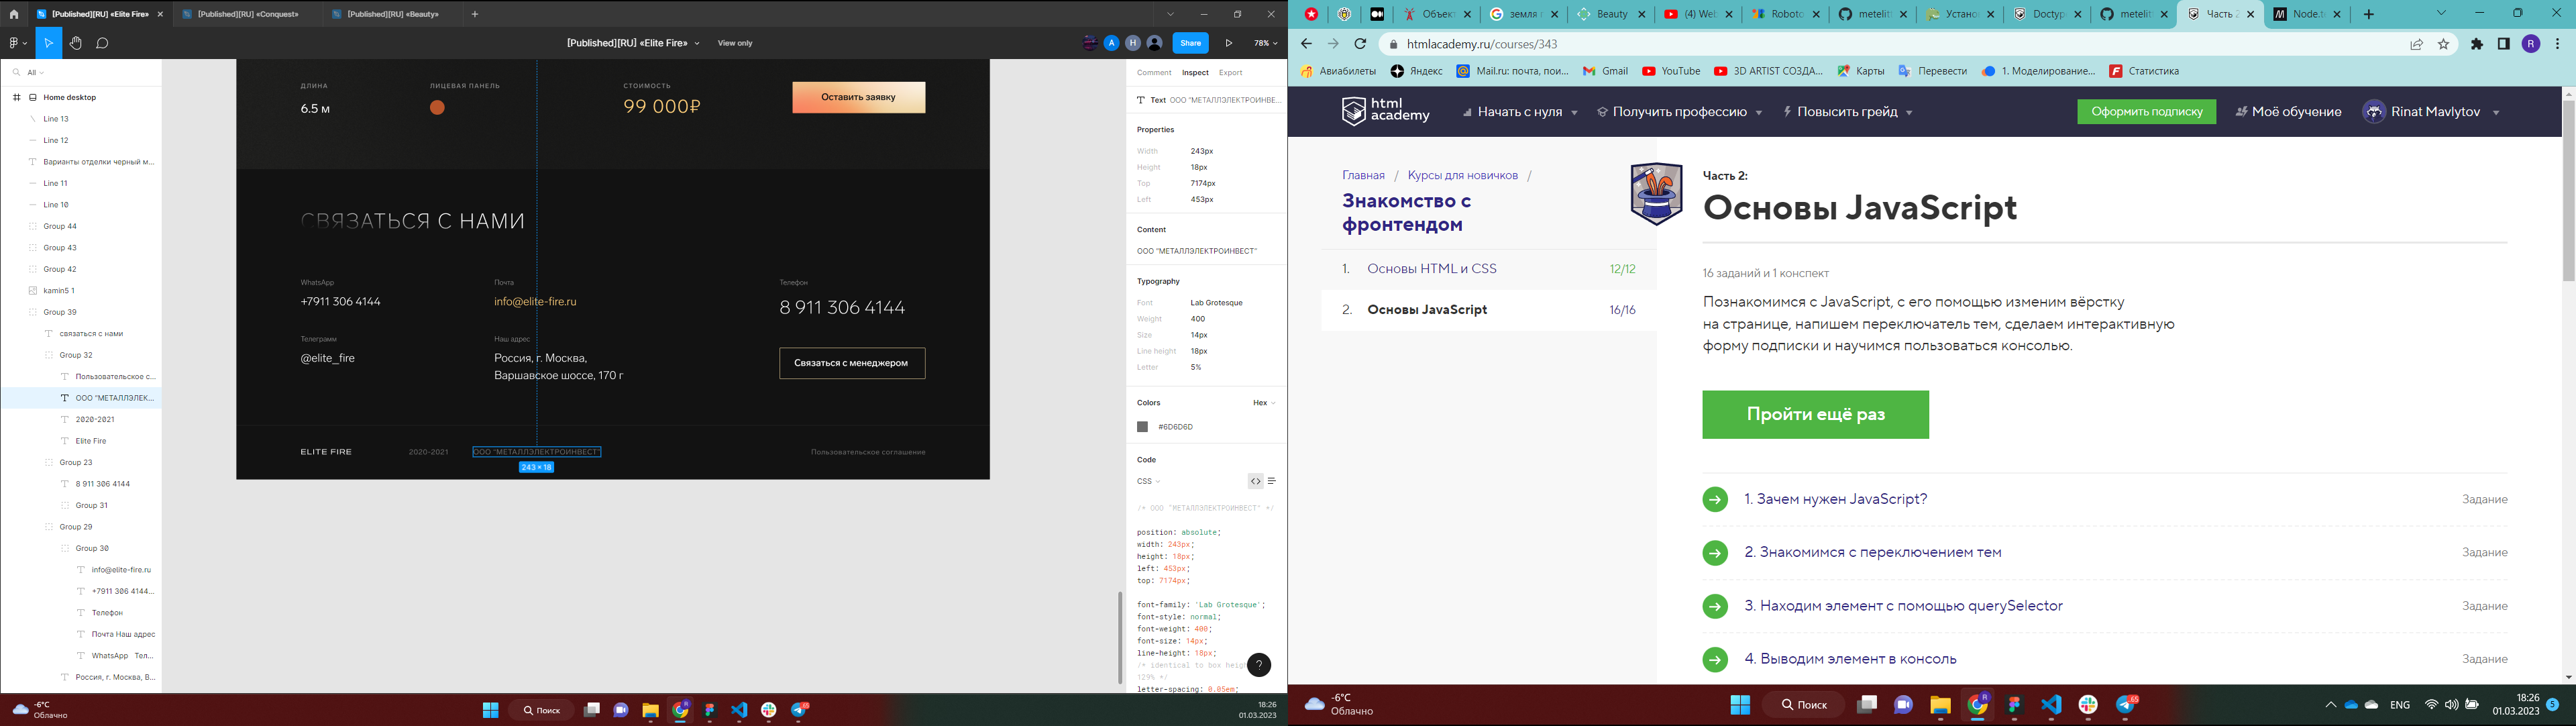 [Published][RU] «Elite Fire»
[Published][RU] «Conquest»
[Published][RU] «Beauty»
[Published][RU] «Elite Fire»
View only
A
H
Share
78%
All
Home desktop
Line 13
Line 12
Варианты отделки черный м...
Line 11
Line 10
Group 44
Group 43
Group 42
kamin5 1
Group 39
связаться с нами
Group 32
Пользовательское с...
ООО "МЕТАЛЛЭЛЕК...
2020-2021
Elite Fire
Group 23
8 911 306 4144
Group 31
Group 29
Group 30
info@elite-fire.ru
+7911 306 4144...
Телефон
Почта Наш адрес
WhatsApp Тел...
Россия, г. Москва, В...
ДЛИНА
ЛИЦЕВАЯ ПАНЕЛЬ
СТОИМОСТЬ
6.5 м
99 000₽
Оставить заявку
СВЯЗАТЬСЯ С НАМИ
WhatsApp
Почта
Телефон
+7911 306 4144
info@elite-fire.ru
8 911 306 4144
Телеграмм
Наш адрес
@elite_fire
Россия, г. Москва,
Варшавское шоссе, 170 г
Связаться с менеджером
ELITE FIRE
2020-2021
ООО "МЕТАЛЛЭЛЕКТРОИНВЕСТ"
Пользовательское соглашение
243 × 18
Comment Inspect Export
Text ООО "МЕТАЛЛЭЛЕКТРОИНВЕ...
Properties
Width 243px
Height 18px
Top 7174px
Left 453px
Content
ООО "МЕТАЛЛЭЛЕКТРОИНВЕСТ"
Typography
Font Lab Grotesque
Weight 400
Size 14px
Line height 18px
Letter 5%
Colors Hex
#6D6D6D
Code
CSS
/* ООО "МЕТАЛЛЭЛЕКТРОИНВЕСТ" */
position: absolute;
width: 243px;
height: 18px;
left: 453px;
top: 7174px;
font-family: 'Lab Grotesque';
font-style: normal;
font-weight: 400;
font-size: 14px;
line-height: 18px;
/* identical to box heig
129% */
letter-spacing: 0.05em;
?
-6°C
Облачно
Поиск
18:26
01.03.2023
Объект
земля п
Beauty
(4) Web
Roboto
metelit
Устано
Doctyp
metelit
Часть 2
Node.t
htmlacademy.ru/courses/343
R
Авиабилеты
Яндекс
Mail.ru: почта, пои...
Gmail
YouTube
3D ARTIST СОЗДА...
Карты
Перевести
1. Моделирование...
Статистика
html academy
Начать с нуля
Получить профессию
Повысить грейд
Оформить подписку
Моё обучение
Rinat Mavlytov
Главная / Курсы для новичков /
Знакомство с
фронтендом
1. Основы HTML и CSS 12/12
2. Основы JavaScript 16/16
Часть 2:
Основы JavaScript
16 заданий и 1 конспект
Познакомимся с JavaScript, с его помощью изменим вёрстку
на странице, напишем переключатель тем, сделаем интерактивную
форму подписки и научимся пользоваться консолью.
Пройти ещё раз
1. Зачем нужен JavaScript? Задание
2. Знакомимся с переключением тем Задание
3. Находим элемент с помощью querySelector Задание
4. Выводим элемент в консоль Задание
-6°C
Облачно
Поиск
ENG
18:26
01.03.2023
5